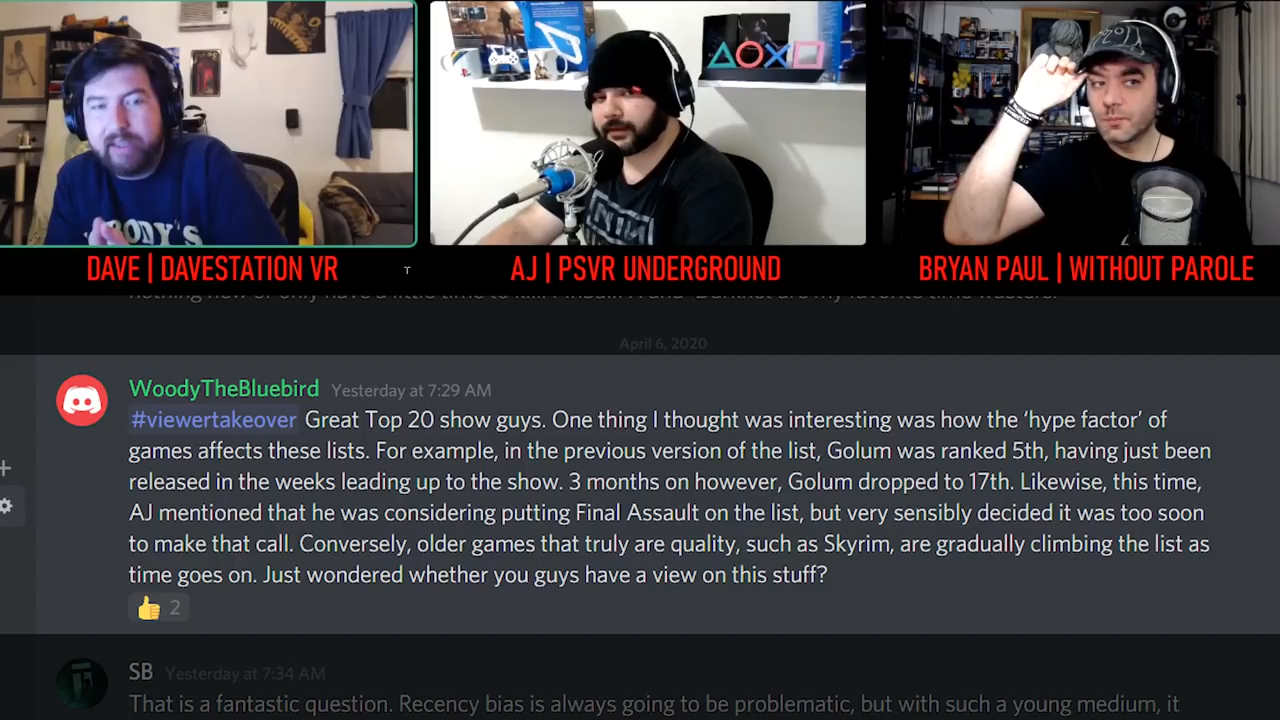 DAVE | DAVESTATION VR
AJ | PSVR UNDERGROUND
BRYAN PAUL | WITHOUT PAROLE
April 6, 2020
WoodyTheBluebird Yesterday at 7:29 AM
#viewertakeover Great Top 20 show guys. One thing I thought was interesting was how the ‘hype factor’ of
games affects these lists. For example, in the previous version of the list, Golum was ranked 5th, having just been
released in the weeks leading up to the show. 3 months on however, Golum dropped to 17th. Likewise, this time,
AJ mentioned that he was considering putting Final Assault on the list, but very sensibly decided it was too soon
to make that call. Conversely, older games that truly are quality, such as Skyrim, are gradually climbing the list as
time goes on. Just wondered whether you guys have a view on this stuff?
2
SB Yesterday at 7:34 AM
That is a fantastic question. Recency bias is always going to be problematic, but with such a young medium, it